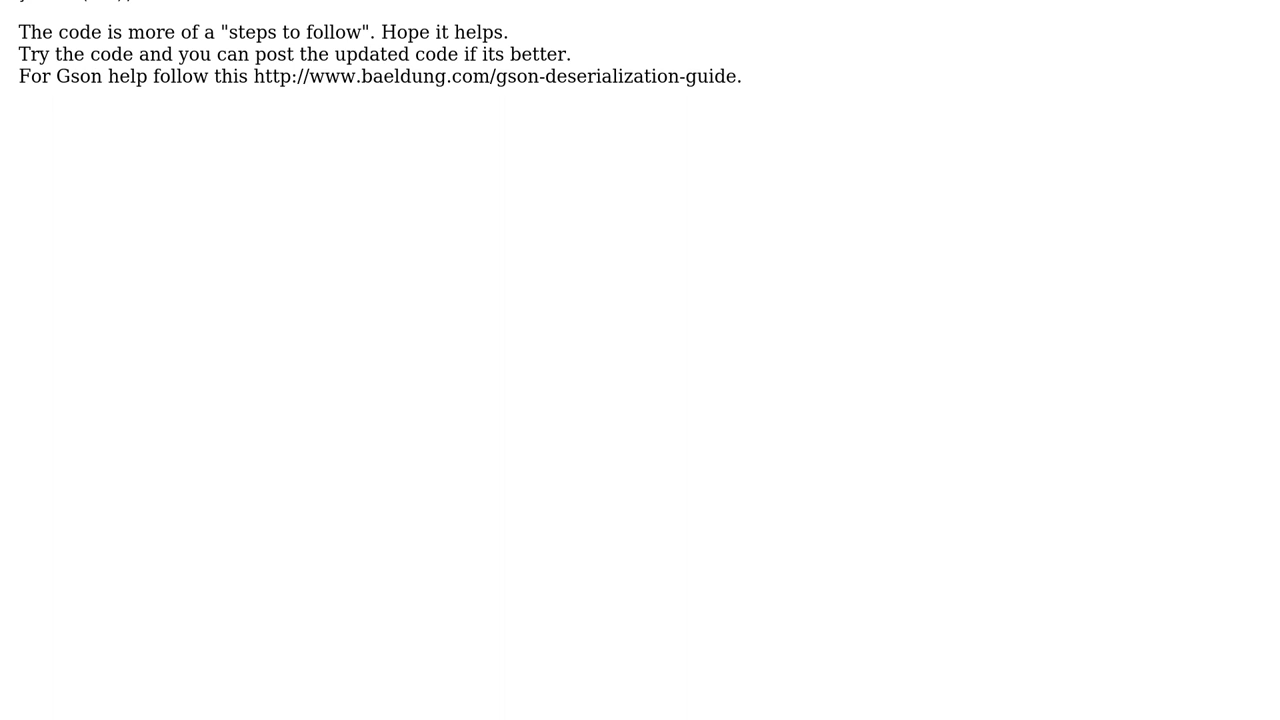 The code is more of a "steps to follow". Hope it helps.
Try the code and you can post the updated code if its better.
For Gson help follow this http://www.baeldung.com/gson-deserialization-guide.